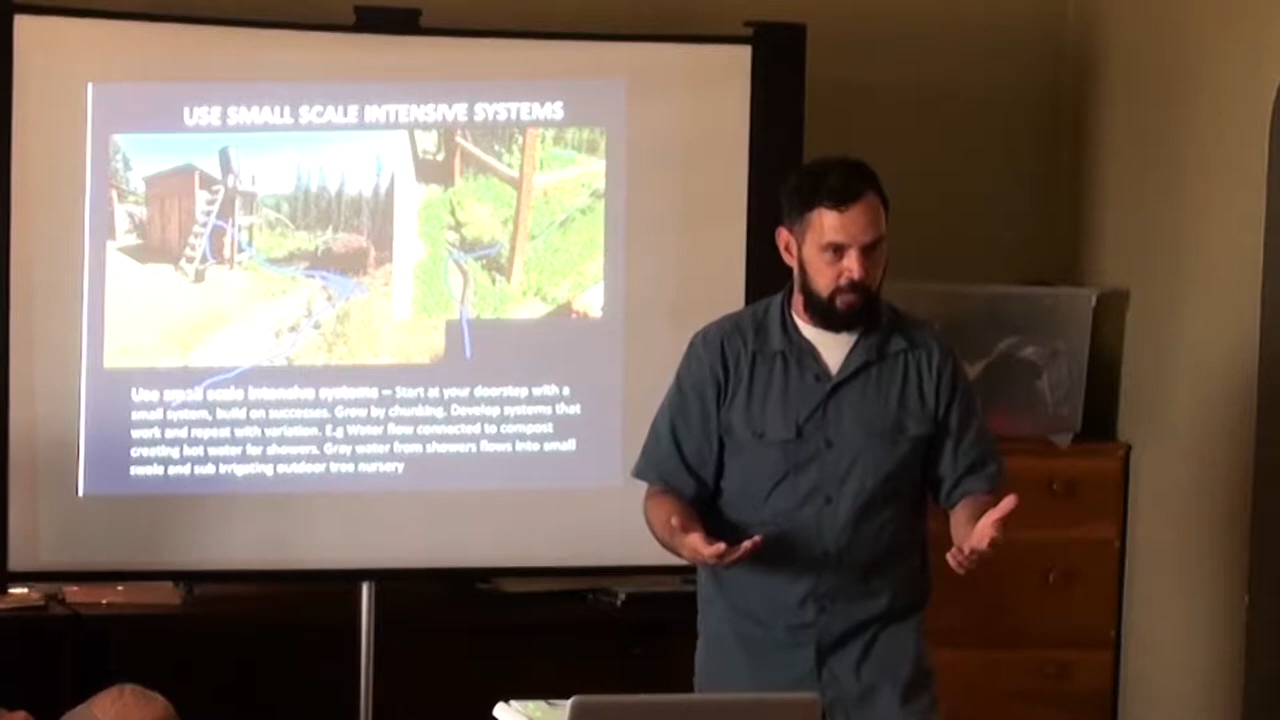 USE SMALL SCALE INTENSIVE SYSTEMS
Use small scale intensive systems – Start at your doorstep with a
small system, build on successes. Grow by chunking. Develop systems that
work and repeat with variation. E.g Water flow connected to compost
creating hot water for showers. Gray water from showers flows into small
swale and sub irrigating outdoor tree nursery